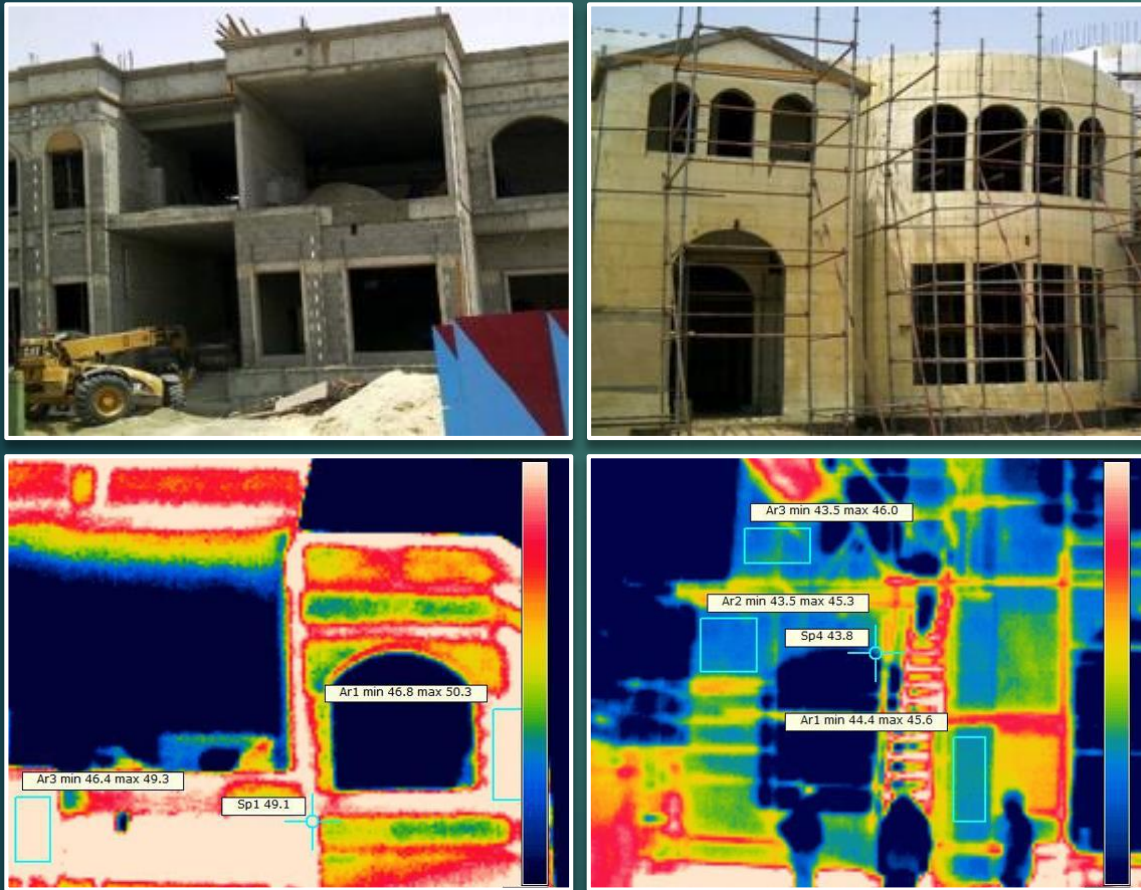 CAT
Ar1 min 46.8 max 50.3
Ar3 min 46.4 max 49.3
Sp1 49.1
Ar3 min 43.5 max 46.0
Ar2 min 43.5 max 45.3
Sp4 43.8
Ar1 min 44.4 max 45.6